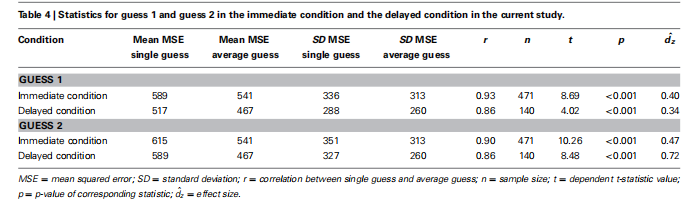 Table 4 | Statistics for guess 1 and guess 2 in the immediate condition and the delayed condition in the current study.
Condition Mean MSE single guess Mean MSE average guess SD MSE single guess SD MSE average guess r n t p d̂z
GUESS 1
Immediate condition 589 541 336 313 0.93 471 8.69 <0.001 0.40
Delayed condition 517 467 288 260 0.86 140 4.02 <0.001 0.34
GUESS 2
Immediate condition 615 541 351 313 0.90 471 10.26 <0.001 0.47
Delayed condition 589 467 327 260 0.86 140 8.48 <0.001 0.72
MSE = mean squared error; SD = standard deviation; r = correlation between single guess and average guess; n = sample size; t = dependent t-statistic value;
p = p-value of corresponding statistic; d̂z = effect size.